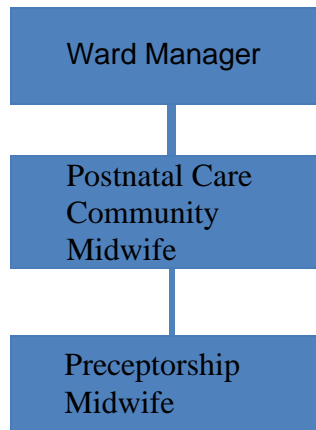 Ward Manager
Postnatal Care
Community
Midwife
Preceptorship
Midwife